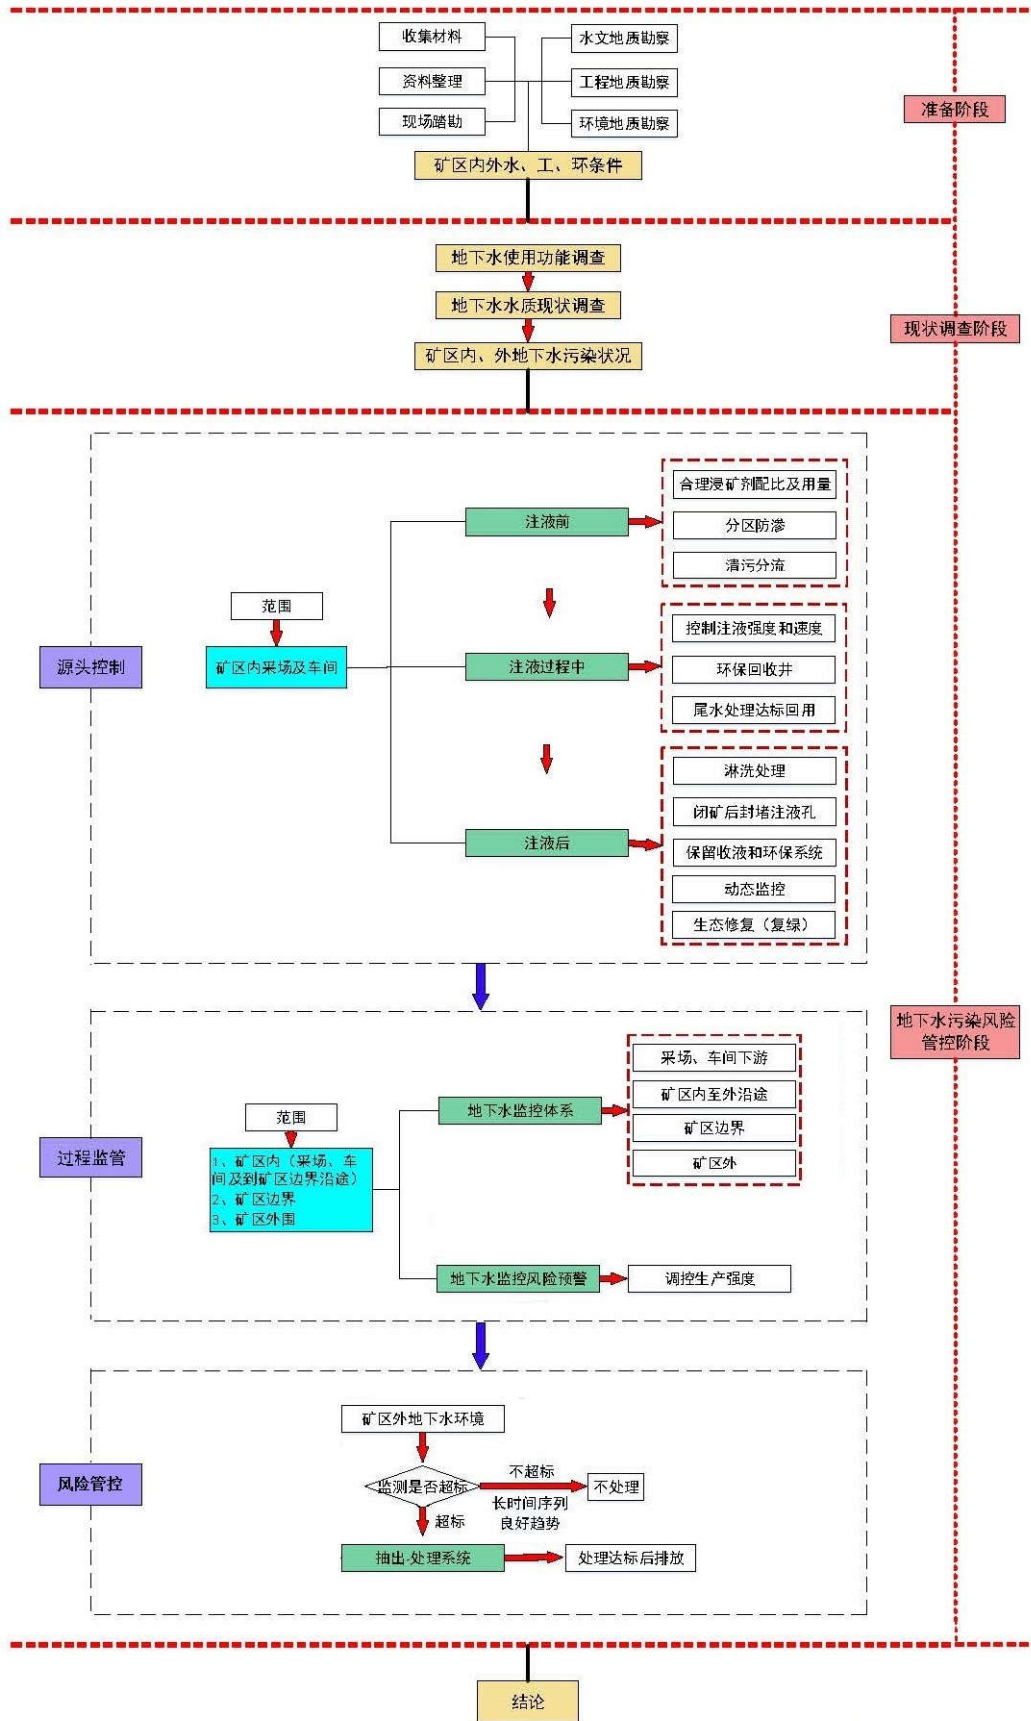 收集材料
资料整理
现场踏勘
水文地质勘察
工程地质勘察
环境地质勘察
矿区内外水、工、环条件
准备阶段
地下水使用功能调查
地下水水质现状调查
矿区内、外地下水污染状况
现状调查阶段
源头控制
范围
矿区内采场及车间
注液前
合理浸矿剂配比及用量
分区防渗
清污分流
注液过程中
控制注液强度和速度
环保回收井
尾水处理达标回用
注液后
淋洗处理
闭矿后封堵注液孔
保留收液和环保系统
动态监控
生态修复（复绿）
地下水污染风险
管控阶段
过程监管
范围
1、矿区内（采场、车
间及到矿区边界沿途）
2、矿区边界
3、矿区外围
地下水监控体系
采场、车间下游
矿区内至外沿途
矿区边界
矿区外
地下水监控风险预警
调控生产强度
风险管控
矿区外地下水环境
监测是否超标
不超标
长时间序列
良好趋势
不处理
超标
抽出-处理系统
处理达标后排放
结论